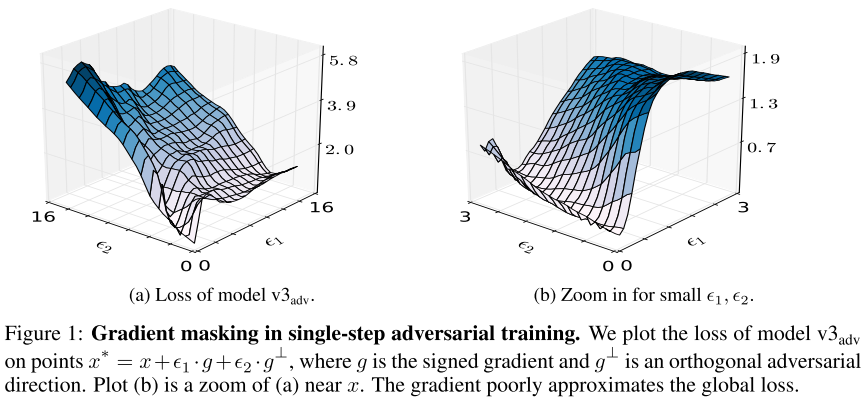 5.8
3.9
2.0
16
ϵ2
0 0
ϵ1
16
1.9
1.3
0.7
3
ϵ2
0 0
ϵ1
3
(a) Loss of model v3adv.
(b) Zoom in for small ϵ1, ϵ2.
Figure 1: Gradient masking in single-step adversarial training. We plot the loss of model v3adv
on points x* = x+ϵ1·g+ϵ2·g⊥, where g is the signed gradient and g⊥ is an orthogonal adversarial
direction. Plot (b) is a zoom of (a) near x. The gradient poorly approximates the global loss.